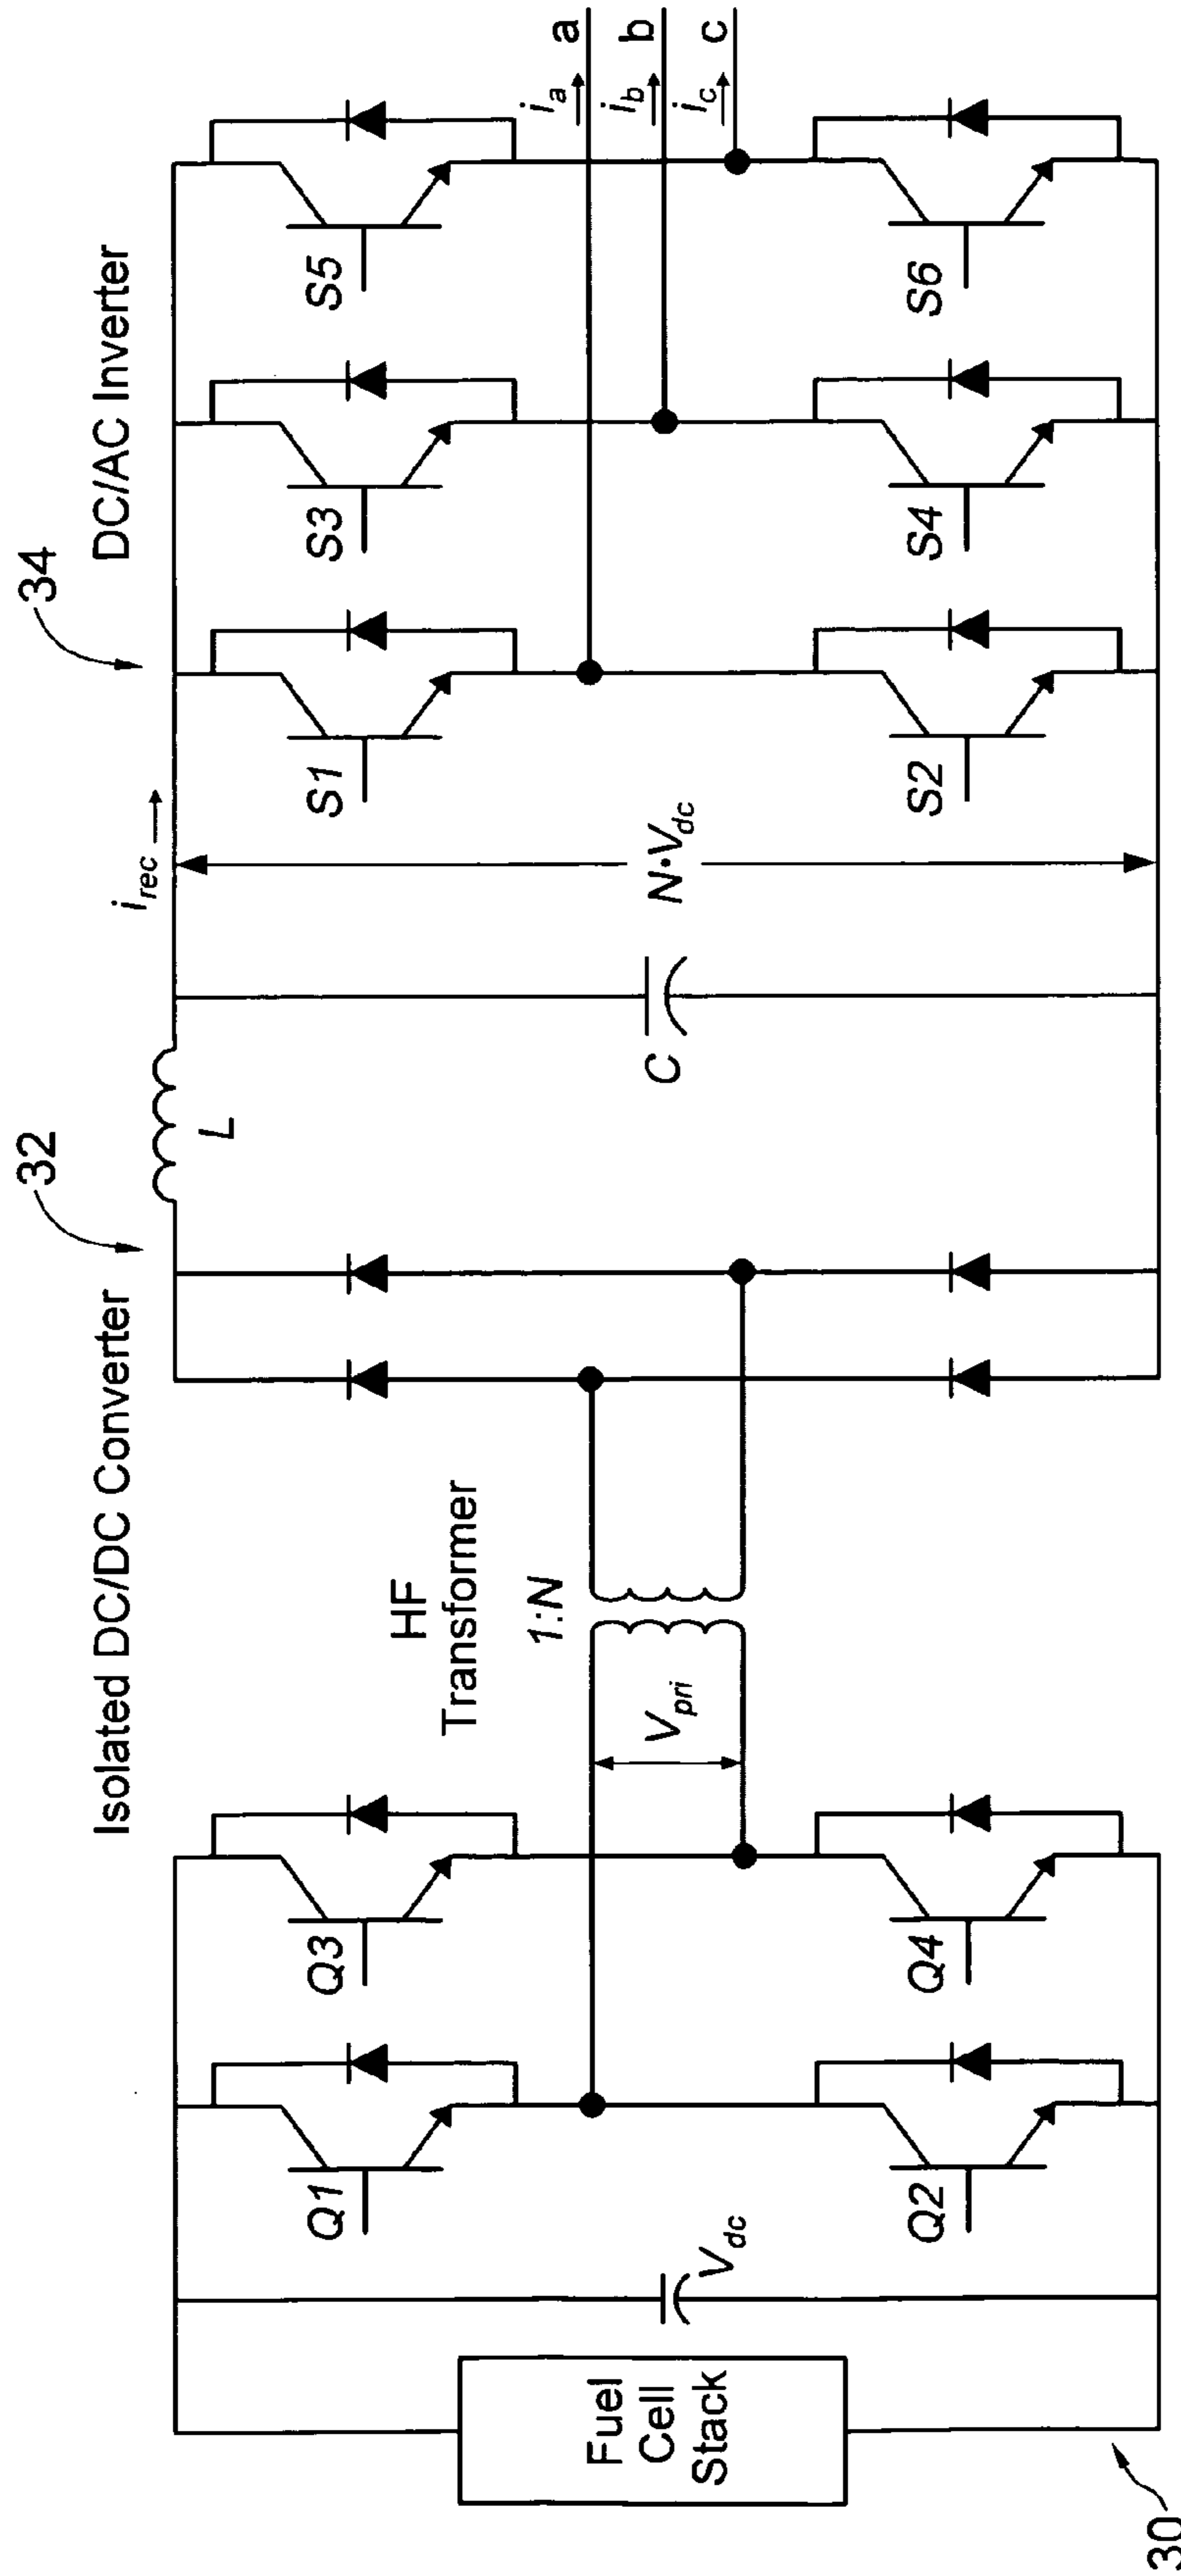 Isolated DC/DC Converter
32
34
DC/AC Inverter
Fuel
Cell
Stack
V_dc
Q1
Q3
Q2
Q4
V_pri
HF
Transformer
1:N
L
C
i_rec
N•V_dc
S1
S3
S5
S2
S4
S6
i_a
a
i_b
b
i_c
c
30